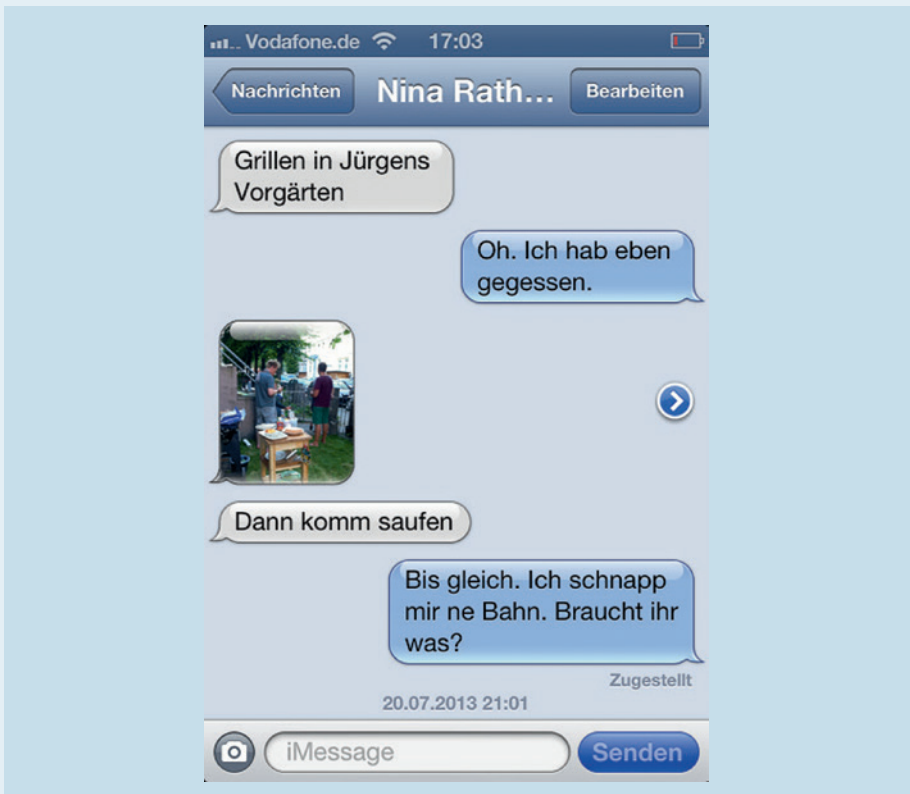 Vodafone.de 17:03
Nachrichten Nina Rath... Bearbeiten
Grillen in Jürgens
Vorgärten
Oh. Ich hab eben
gegessen.
Dann komm saufen
Bis gleich. Ich schnapp
mir ne Bahn. Braucht ihr
was?
Zugestellt
20.07.2013 21:01
iMessage Senden